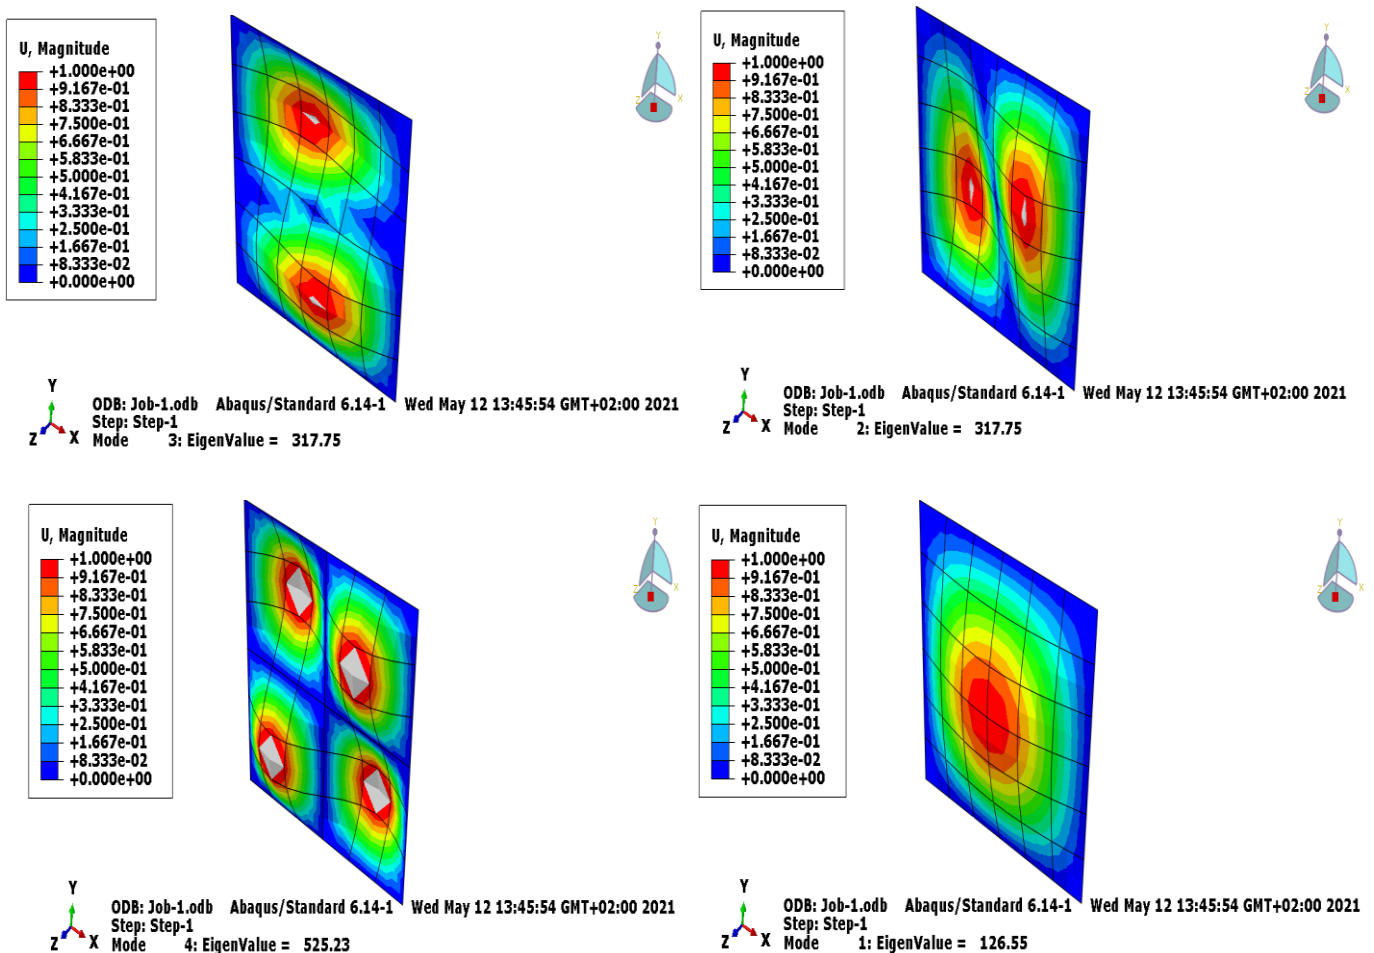 U, Magnitude
+1.000e+00
+9.167e-01
+8.333e-01
+7.500e-01
+6.667e-01
+5.833e-01
+5.000e-01
+4.167e-01
+3.333e-01
+2.500e-01
+1.667e-01
+8.333e-02
+0.000e+00
Y
Z X
Y
Z X
ODB: Job-1.odb Abaqus/Standard 6.14-1 Wed May 12 13:45:54 GMT+02:00 2021
Step: Step-1
Mode 3: EigenValue = 317.75
U, Magnitude
+1.000e+00
+9.167e-01
+8.333e-01
+7.500e-01
+6.667e-01
+5.833e-01
+5.000e-01
+4.167e-01
+3.333e-01
+2.500e-01
+1.667e-01
+8.333e-02
+0.000e+00
Y
Z X
Y
Z X
ODB: Job-1.odb Abaqus/Standard 6.14-1 Wed May 12 13:45:54 GMT+02:00 2021
Step: Step-1
Mode 2: EigenValue = 317.75
U, Magnitude
+1.000e+00
+9.167e-01
+8.333e-01
+7.500e-01
+6.667e-01
+5.833e-01
+5.000e-01
+4.167e-01
+3.333e-01
+2.500e-01
+1.667e-01
+8.333e-02
+0.000e+00
Y
Z X
Y
Z X
ODB: Job-1.odb Abaqus/Standard 6.14-1 Wed May 12 13:45:54 GMT+02:00 2021
Step: Step-1
Mode 4: EigenValue = 525.23
U, Magnitude
+1.000e+00
+9.167e-01
+8.333e-01
+7.500e-01
+6.667e-01
+5.833e-01
+5.000e-01
+4.167e-01
+3.333e-01
+2.500e-01
+1.667e-01
+8.333e-02
+0.000e+00
Y
Z X
Y
Z X
ODB: Job-1.odb Abaqus/Standard 6.14-1 Wed May 12 13:45:54 GMT+02:00 2021
Step: Step-1
Mode 1: EigenValue = 126.55